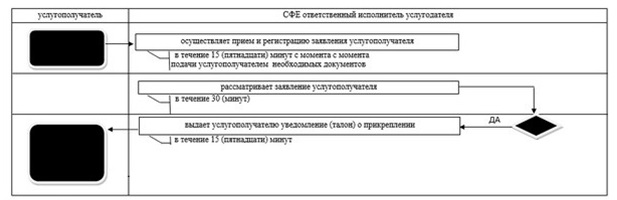 услугополучатель
СФЕ ответственный исполнитель услугодателя
осуществляет прием и регистрацию заявления услугополучателя
в течение 15 (пятнадцати) минут с момента с момента
подачи услугополучателем необходимых документов
рассматривает заявление услугополучателя
в течение 30 (минут)
выдает услугополучателю уведомление (талон) о прикреплении
ДА
в течение 15 (пятнадцати) минут